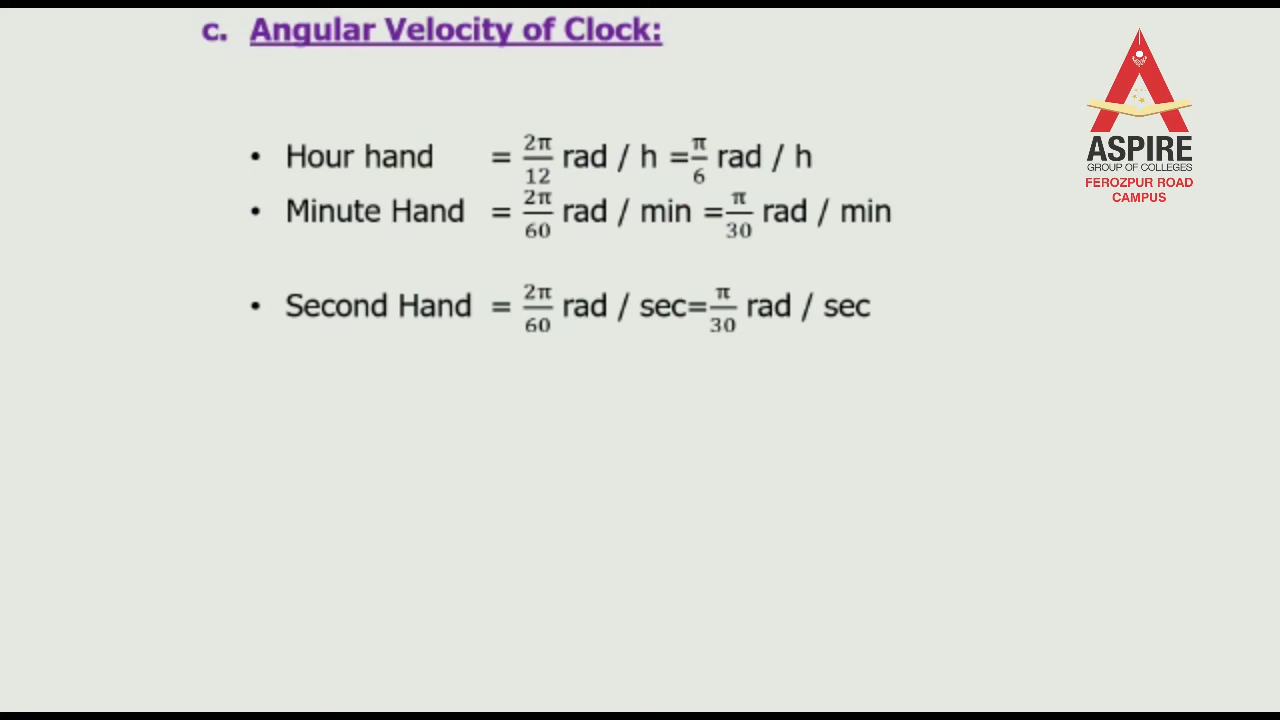 c. Angular Velocity of Clock:
• Hour hand = 2π/12 rad / h =π/6 rad / h
• Minute Hand = 2π/60 rad / min =π/30 rad / min
• Second Hand = 2π/60 rad / sec=π/30 rad / sec
ASPIRE
GROUP OF COLLEGES
FEROZPUR ROAD
CAMPUS